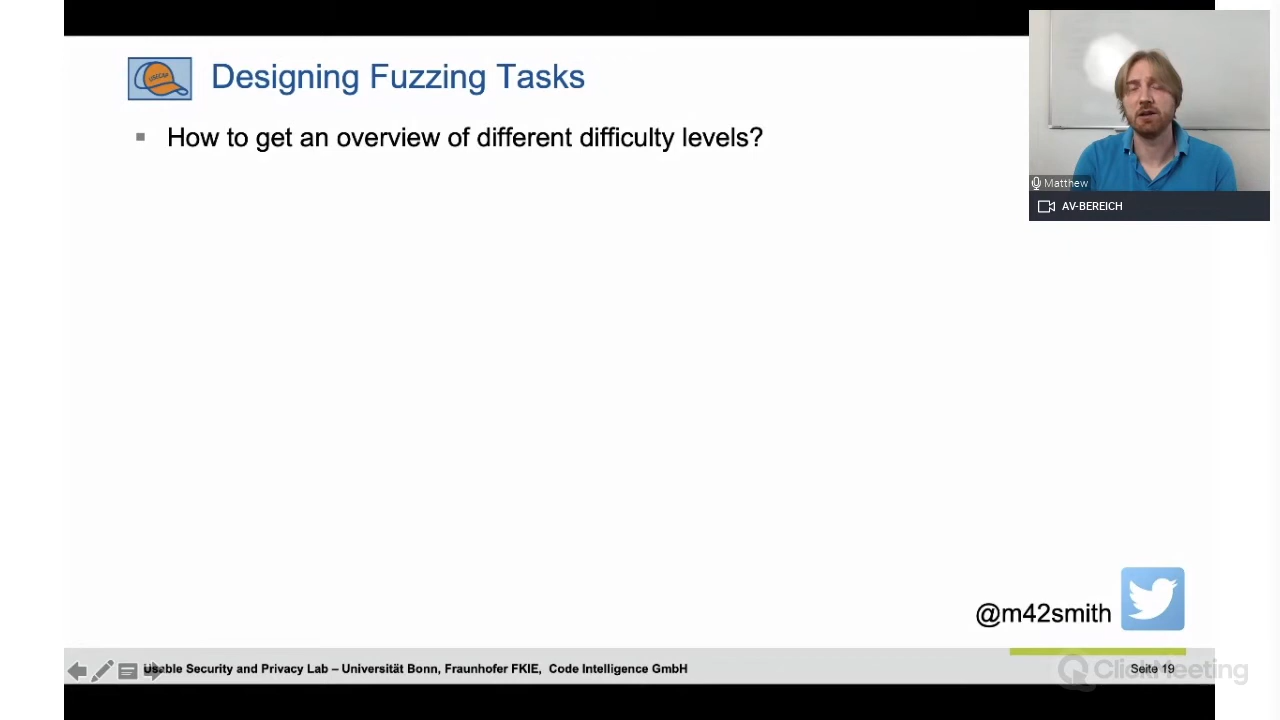 USECAP
Designing Fuzzing Tasks
How to get an overview of different difficulty levels?
Matthew
AV-BEREICH
@m42smith
Usable Security and Privacy Lab – Universität Bonn, Fraunhofer FKIE, Code Intelligence GmbH
Seite 19
ClickMeeting